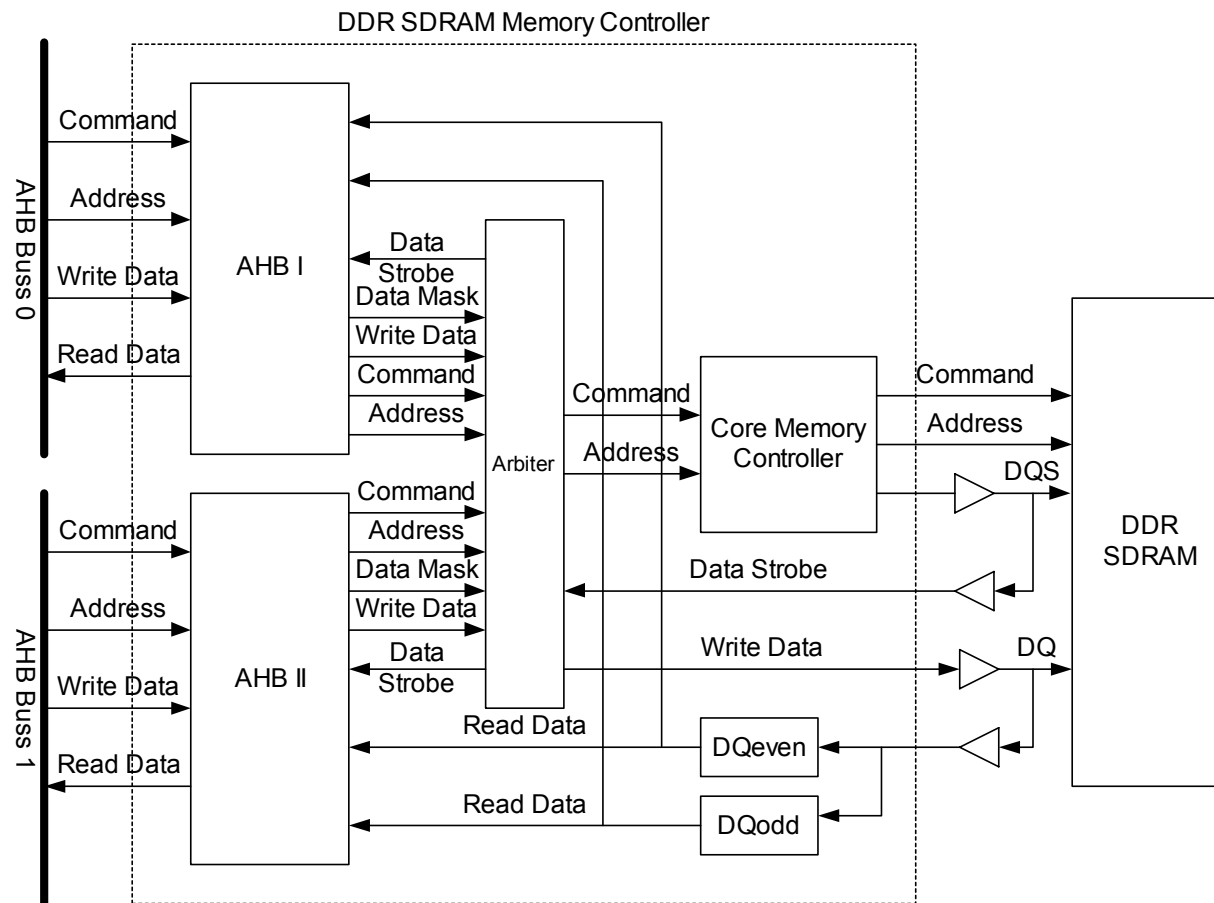 DDR SDRAM Memory Controller
AHB Buss 0
Command
Address
Write Data
Read Data
AHB I
Data
Strobe
Data Mask
Write Data
Command
Address
Arbiter
Command
Address
Core Memory
Controller
Command
Address
DQS
DDR
SDRAM
AHB Buss 1
Command
Address
Write Data
Read Data
AHB II
Command
Address
Data Mask
Write Data
Data
Strobe
Data Strobe
Write Data
DQ
Read Data
DQeven
Read Data
DQodd